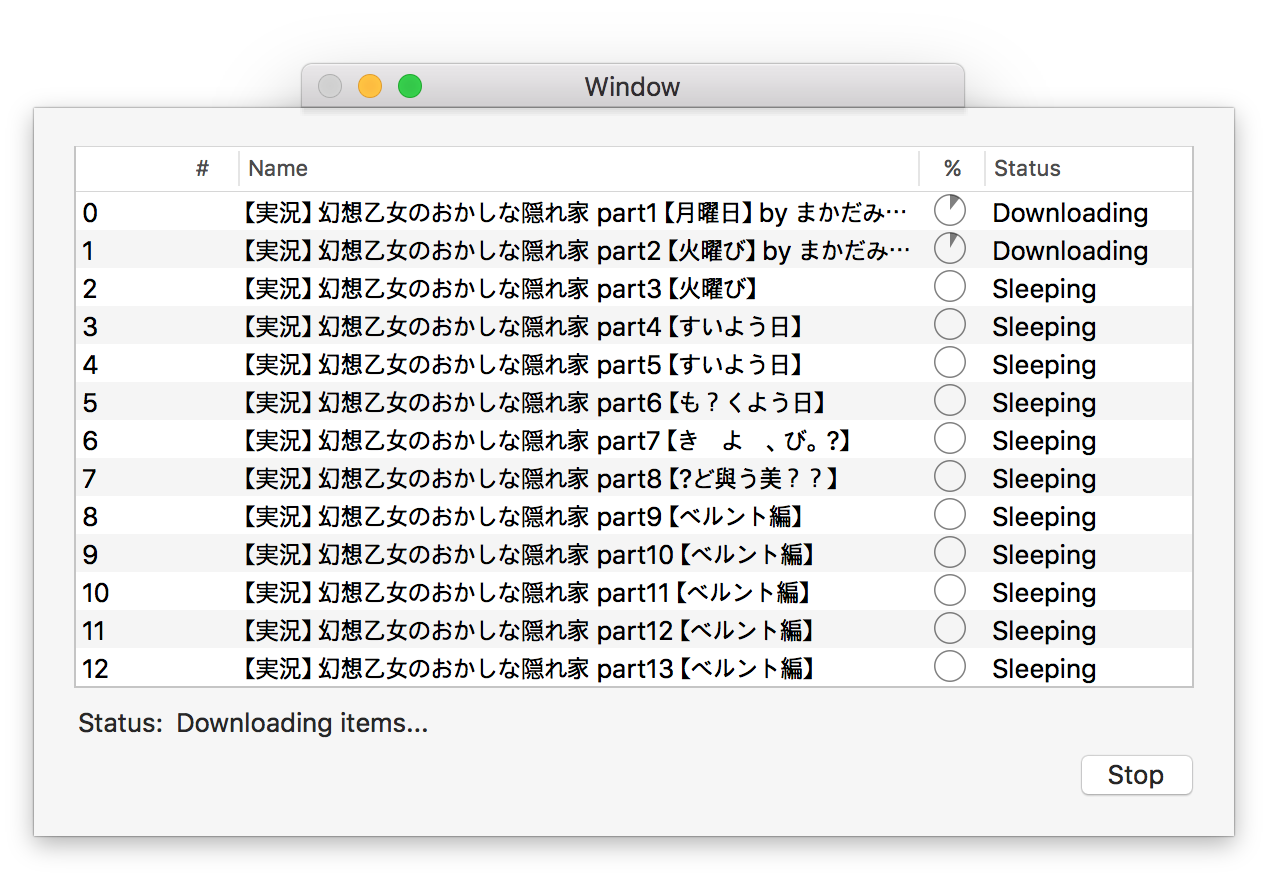 Window
# Name % Status
0 【実況】幻想乙女のおかしな隠れ家 part1【月曜日】by まかだみ… Downloading
1 【実況】幻想乙女のおかしな隠れ家 part2【火曜び】by まかだみ… Downloading
2 【実況】幻想乙女のおかしな隠れ家 part3【火曜び】 Sleeping
3 【実況】幻想乙女のおかしな隠れ家 part4【すいよう日】 Sleeping
4 【実況】幻想乙女のおかしな隠れ家 part5【すいよう日】 Sleeping
5 【実況】幻想乙女のおかしな隠れ家 part6【も？くよう日】 Sleeping
6 【実況】幻想乙女のおかしな隠れ家 part7【き　よ　、び。?】 Sleeping
7 【実況】幻想乙女のおかしな隠れ家 part8【?ど與う美？？】 Sleeping
8 【実況】幻想乙女のおかしな隠れ家 part9【ベルント編】 Sleeping
9 【実況】幻想乙女のおかしな隠れ家 part10【ベルント編】 Sleeping
10 【実況】幻想乙女のおかしな隠れ家 part11【ベルント編】 Sleeping
11 【実況】幻想乙女のおかしな隠れ家 part12【ベルント編】 Sleeping
12 【実況】幻想乙女のおかしな隠れ家 part13【ベルント編】 Sleeping
Status: Downloading items...
Stop